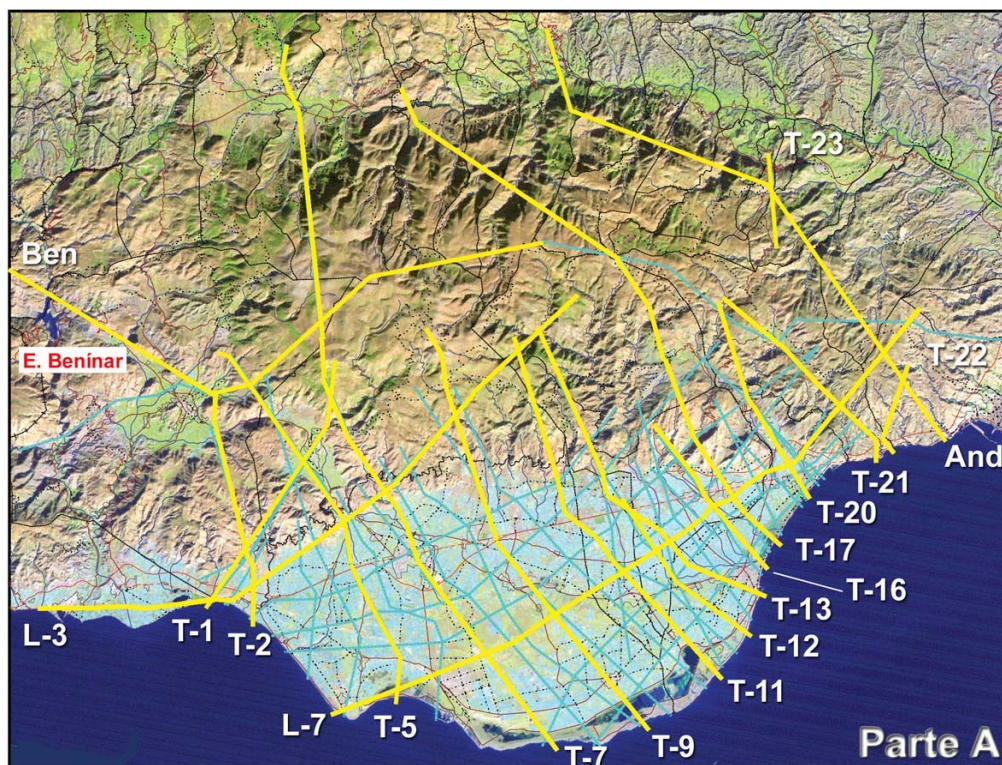 T-23
Ben
E. Benínar
T-22
And
T-21
T-20
T-17
T-16
L-3
T-1
T-2
T-13
T-12
T-11
L-7
T-5
T-9
T-7
Parte A